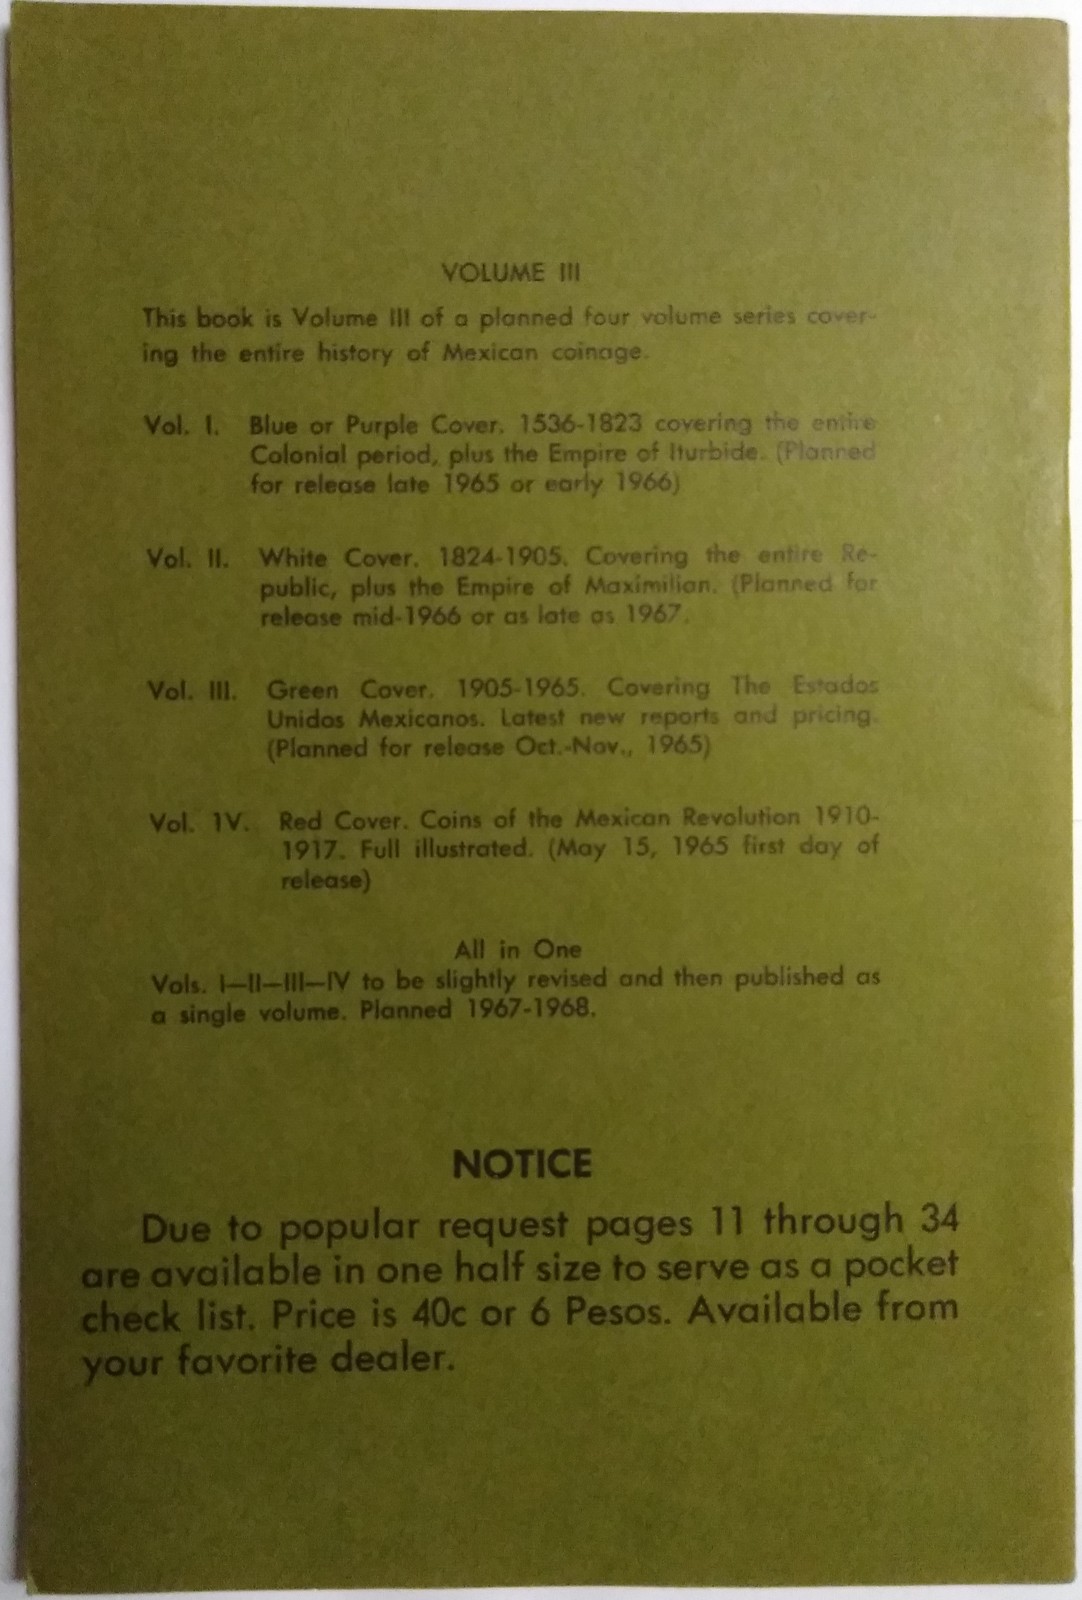 VOLUME III
This book is Volume III of a planned four volume series cover-
ing the entire history of Mexican coinage.
Vol. I. Blue or Purple Cover. 1536-1823 covering the entire
Colonial period, plus the Empire of Iturbide. (Planned
for release late 1965 or early 1966)
Vol. II. White Cover. 1824-1905. Covering the entire Re-
public, plus the Empire of Maximilian. (Planned for
release mid-1966 or as late as 1967.
Vol. III. Green Cover. 1905-1965. Covering The Estados
Unidos Mexicanos. Latest new reports and pricing.
(Planned for release Oct.-Nov., 1965)
Vol. 1V. Red Cover. Coins of the Mexican Revolution 1910-
1917. Full illustrated. (May 15, 1965 first day of
release)
All in One
Vols. I—II—III—IV to be slightly revised and then published as
a single volume. Planned 1967-1968.
NOTICE
Due to popular request pages 11 through 34
are available in one half size to serve as a pocket
check list. Price is 40c or 6 Pesos. Available from
your favorite dealer.